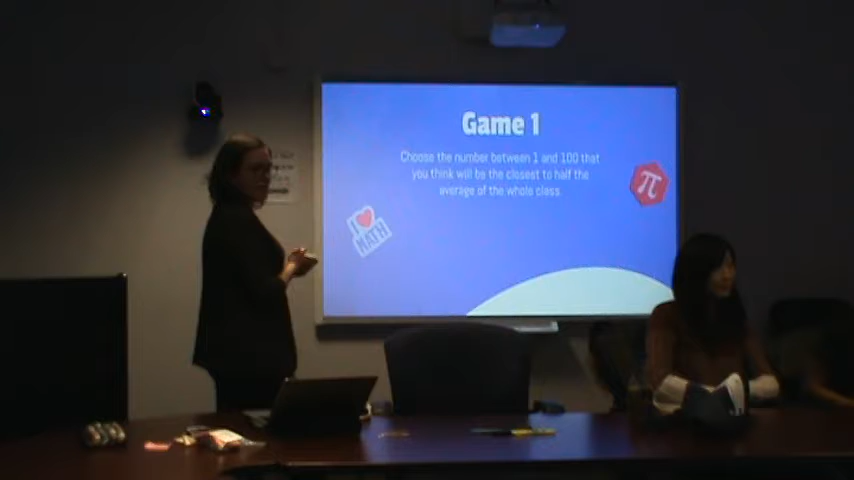 Game 1
Choose the number between 1 and 100 that
you think will be the closest to half the
average of the whole class.
π
I
MATH